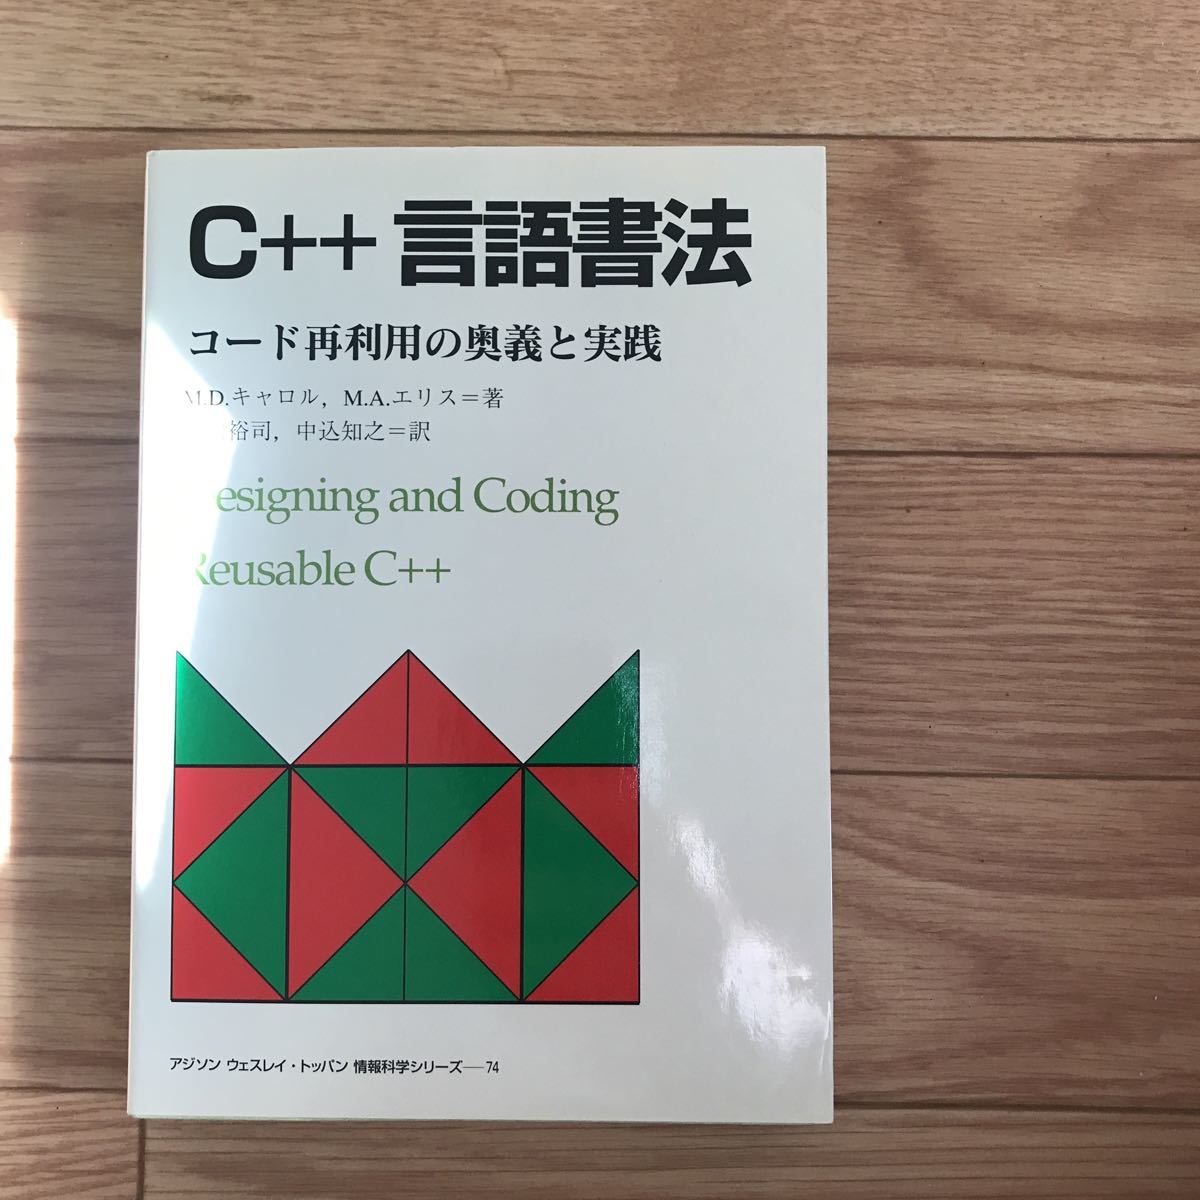 C++ 言語書法
コード再利用の奥義と実践
M.D.キャロル, M.A.エリス＝著
裕司, 中込知之＝訳
Designing and Coding
Reusable C++
アジソン ウェスレイ・トッパン 情報科学シリーズ──74